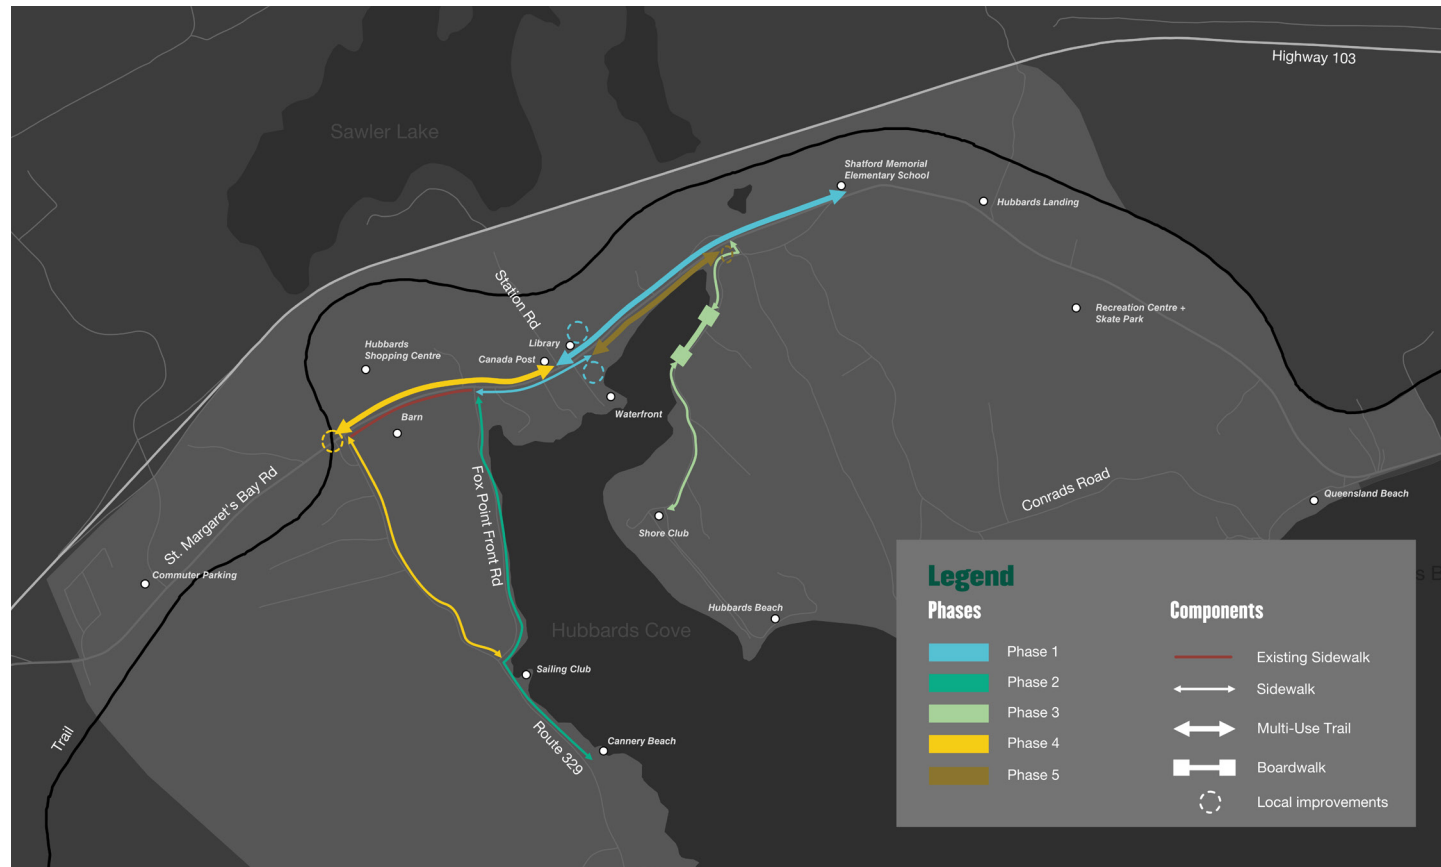 Highway 103
Sawler Lake
Shatford Memorial
Elementary School
Hubbards Landing
Station Rd
Recreation Centre +
Skate Park
Library
Hubbards
Shopping Centre
Canada Post
Waterfront
Barn
St. Margaret's Bay Rd
Fox Point Front Rd
Conrads Road
Queensland Beach
Shore Club
Commuter Parking
Hubbards Beach
Hubbards Cove
Sailing Club
Trail
Route 329
Cannery Beach
Legend
Phases
Components
Phase 1
Phase 2
Phase 3
Phase 4
Phase 5
Existing Sidewalk
Sidewalk
Multi-Use Trail
Boardwalk
Local improvements